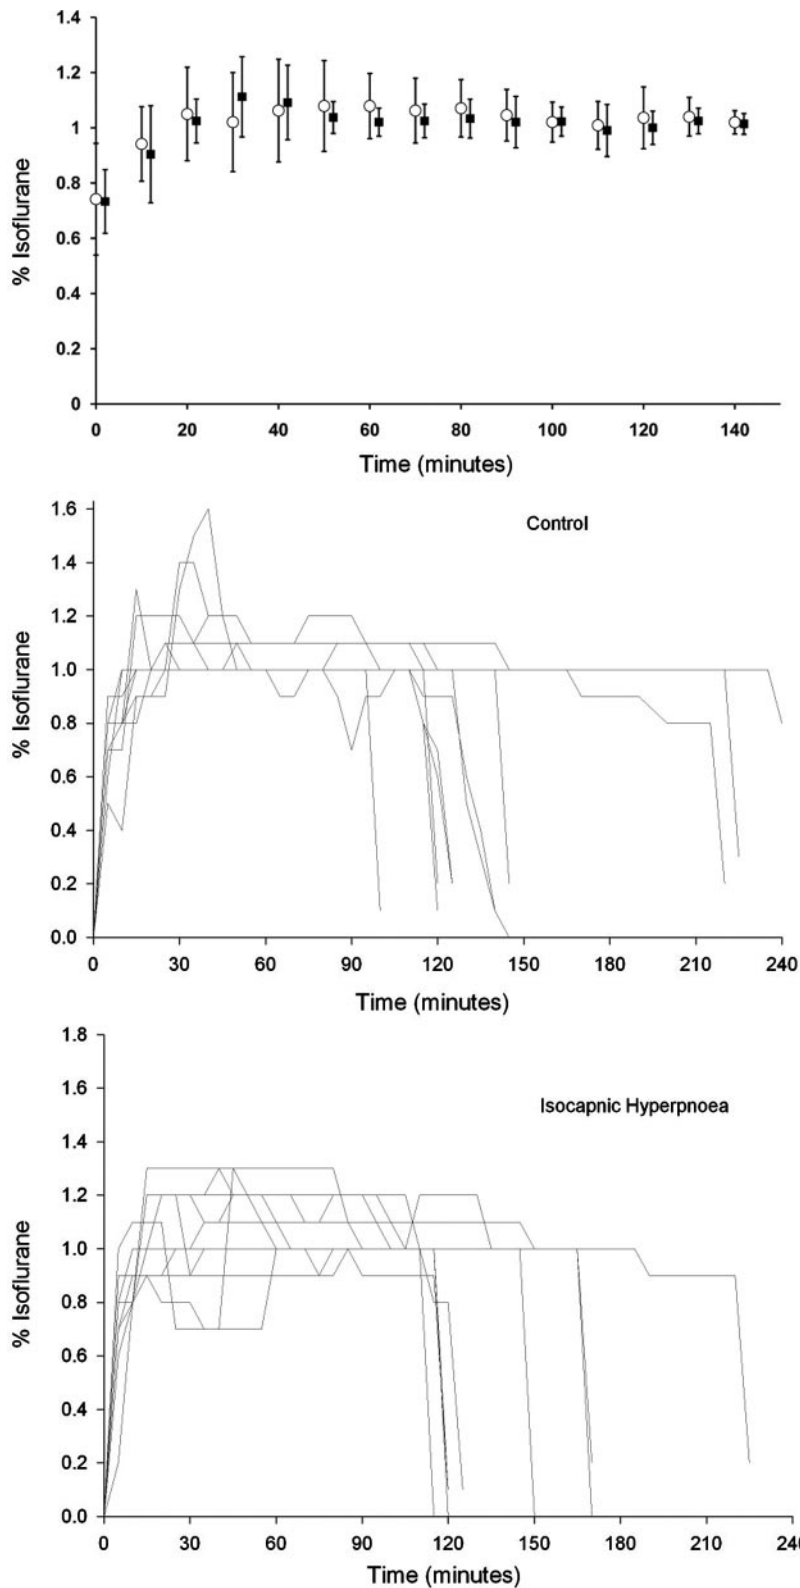 1.4
1.2
1
0.8
0.6
0.4
0.2
0
% Isoflurane
0 20 40 60 80 100 120 140
Time (minutes)
1.6
1.4
1.2
1.0
0.8
0.6
0.4
0.2
0.0
% Isoflurane
Control
0 30 60 90 120 150 180 210 240
Time (minutes)
1.8
1.6
1.4
1.2
1.0
0.8
0.6
0.4
0.2
0.0
% Isoflurane
Isocapnic Hyperpnoea
0 30 60 90 120 150 180 210 240
Time (minutes)